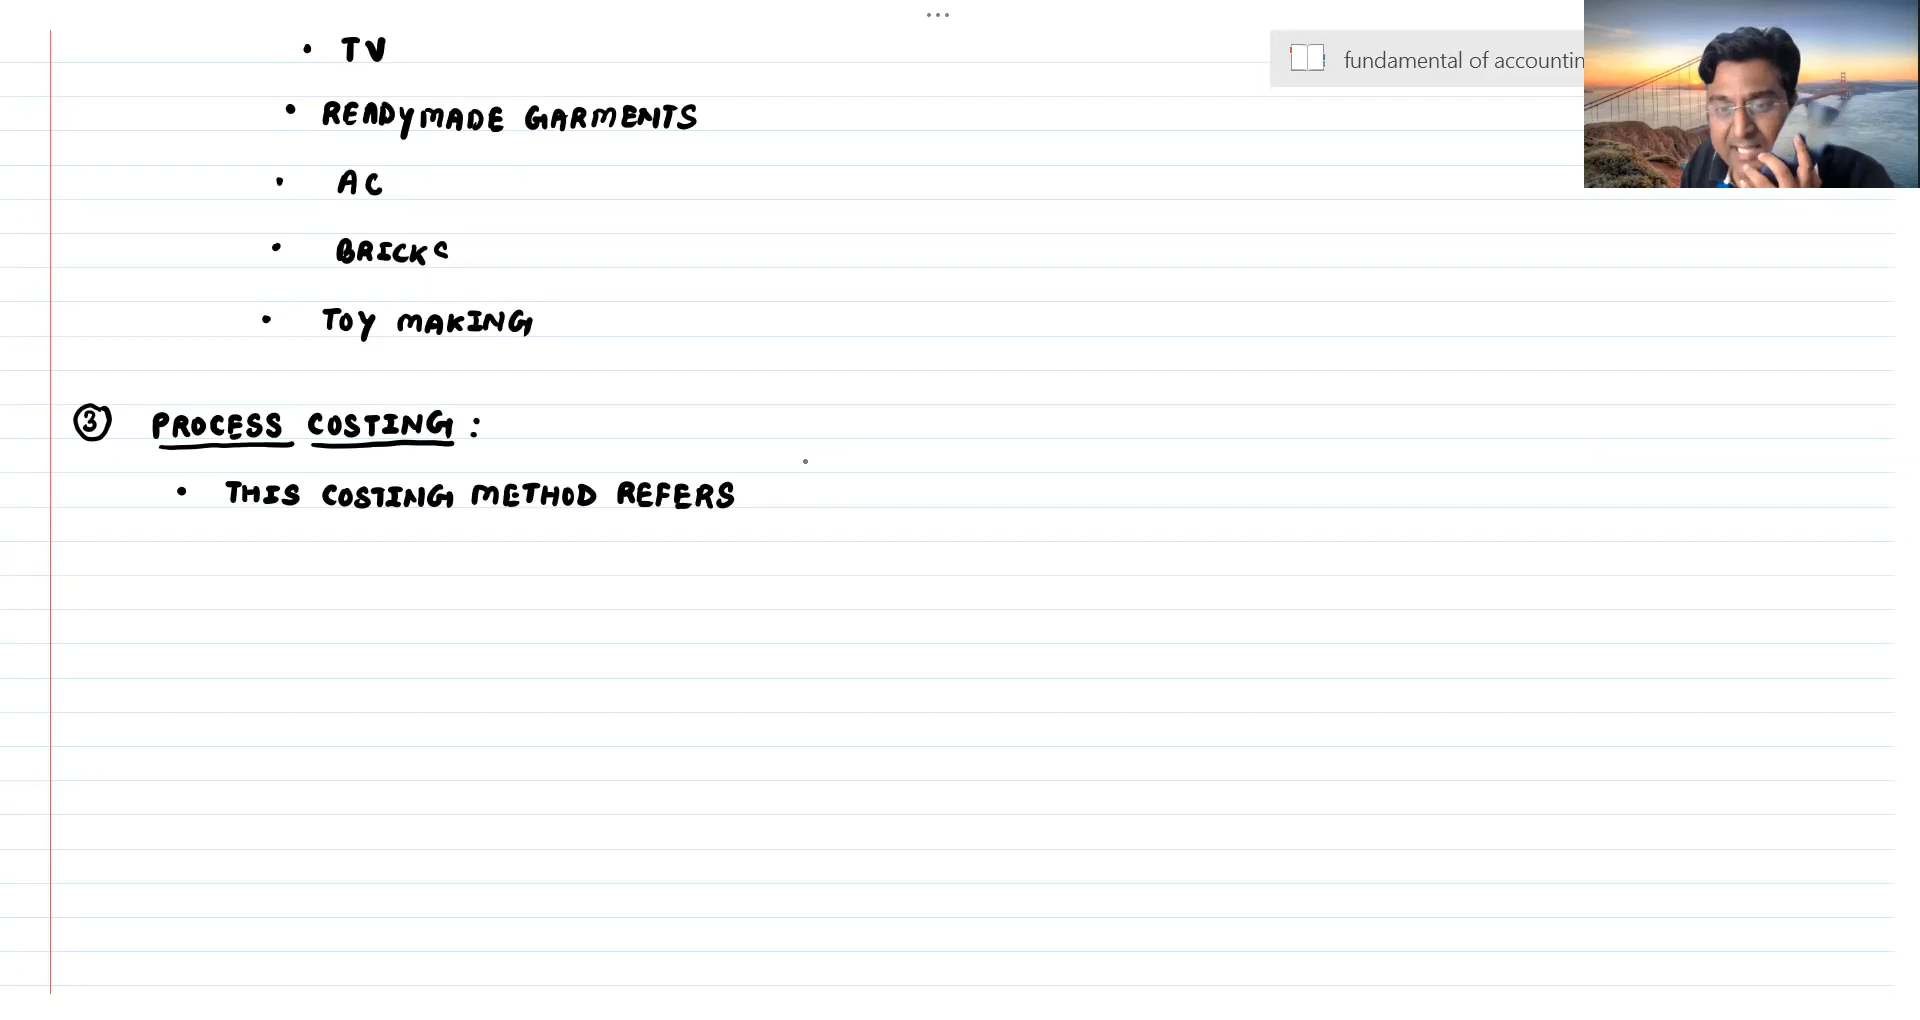 • TV
fundamental of accountin
• READYMADE GARMENTS
• AC
• BRICKS
• TOY MAKING
③ PROCESS COSTING :
• THIS COSTING METHOD REFERS